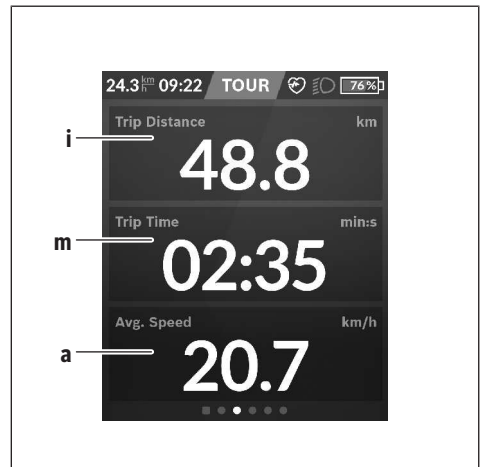 24.3 km/h 09:22 TOUR 76%
Trip Distance km
i
48.8
Trip Time min:s
m
02:35
Avg. Speed km/h
a
20.7